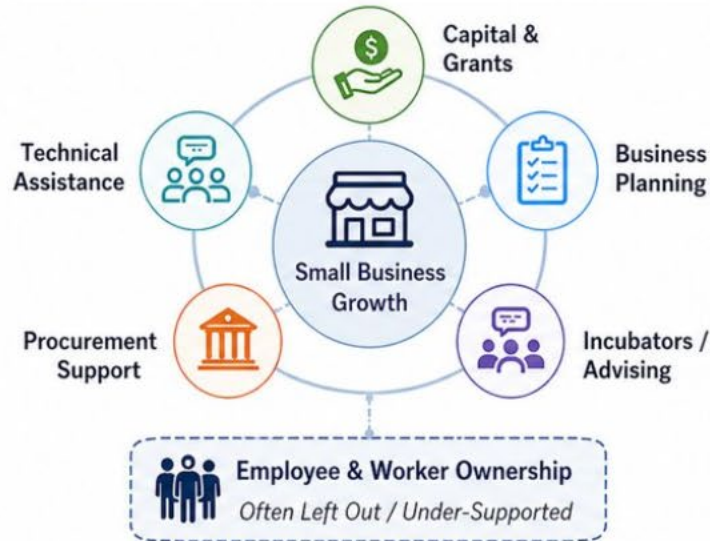 Capital &
Grants
Technical
Assistance
Business
Planning
Small Business
Growth
Procurement
Support
Incubators /
Advising
Employee & Worker Ownership
Often Left Out / Under-Supported
$